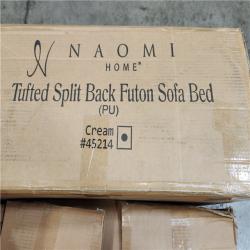 NAOMI
HOME®
Tufted Split Back Futon Sofa Bed
(PU)
Cream
#45214